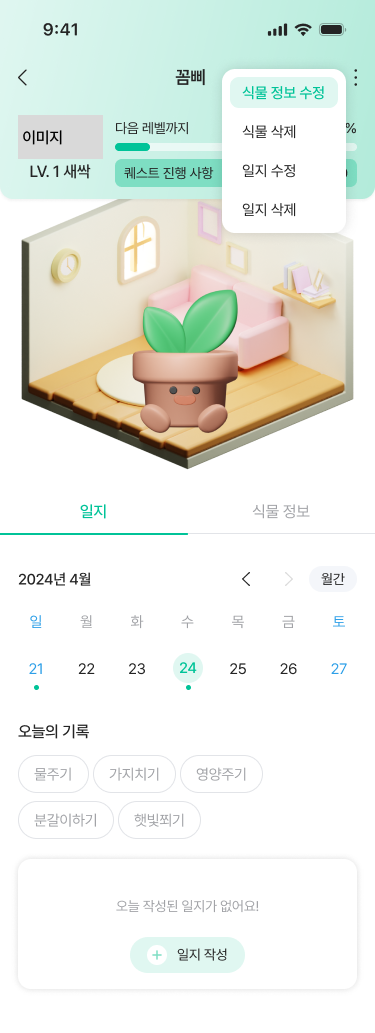 9:41
꼼삐
식물 정보 수정
식물 삭제
일지 수정
일지 삭제
이미지
LV. 1 새싹
다음 레벨까지
%
퀘스트 진행 사항
일지
식물 정보
2024년 4월
월간
일 월 화 수 목 금 토
21 22 23 24 25 26 27
오늘의 기록
물주기 가지치기 영양주기
분갈이하기 햇빛쬐기
오늘 작성된 일지가 없어요!
일지 작성